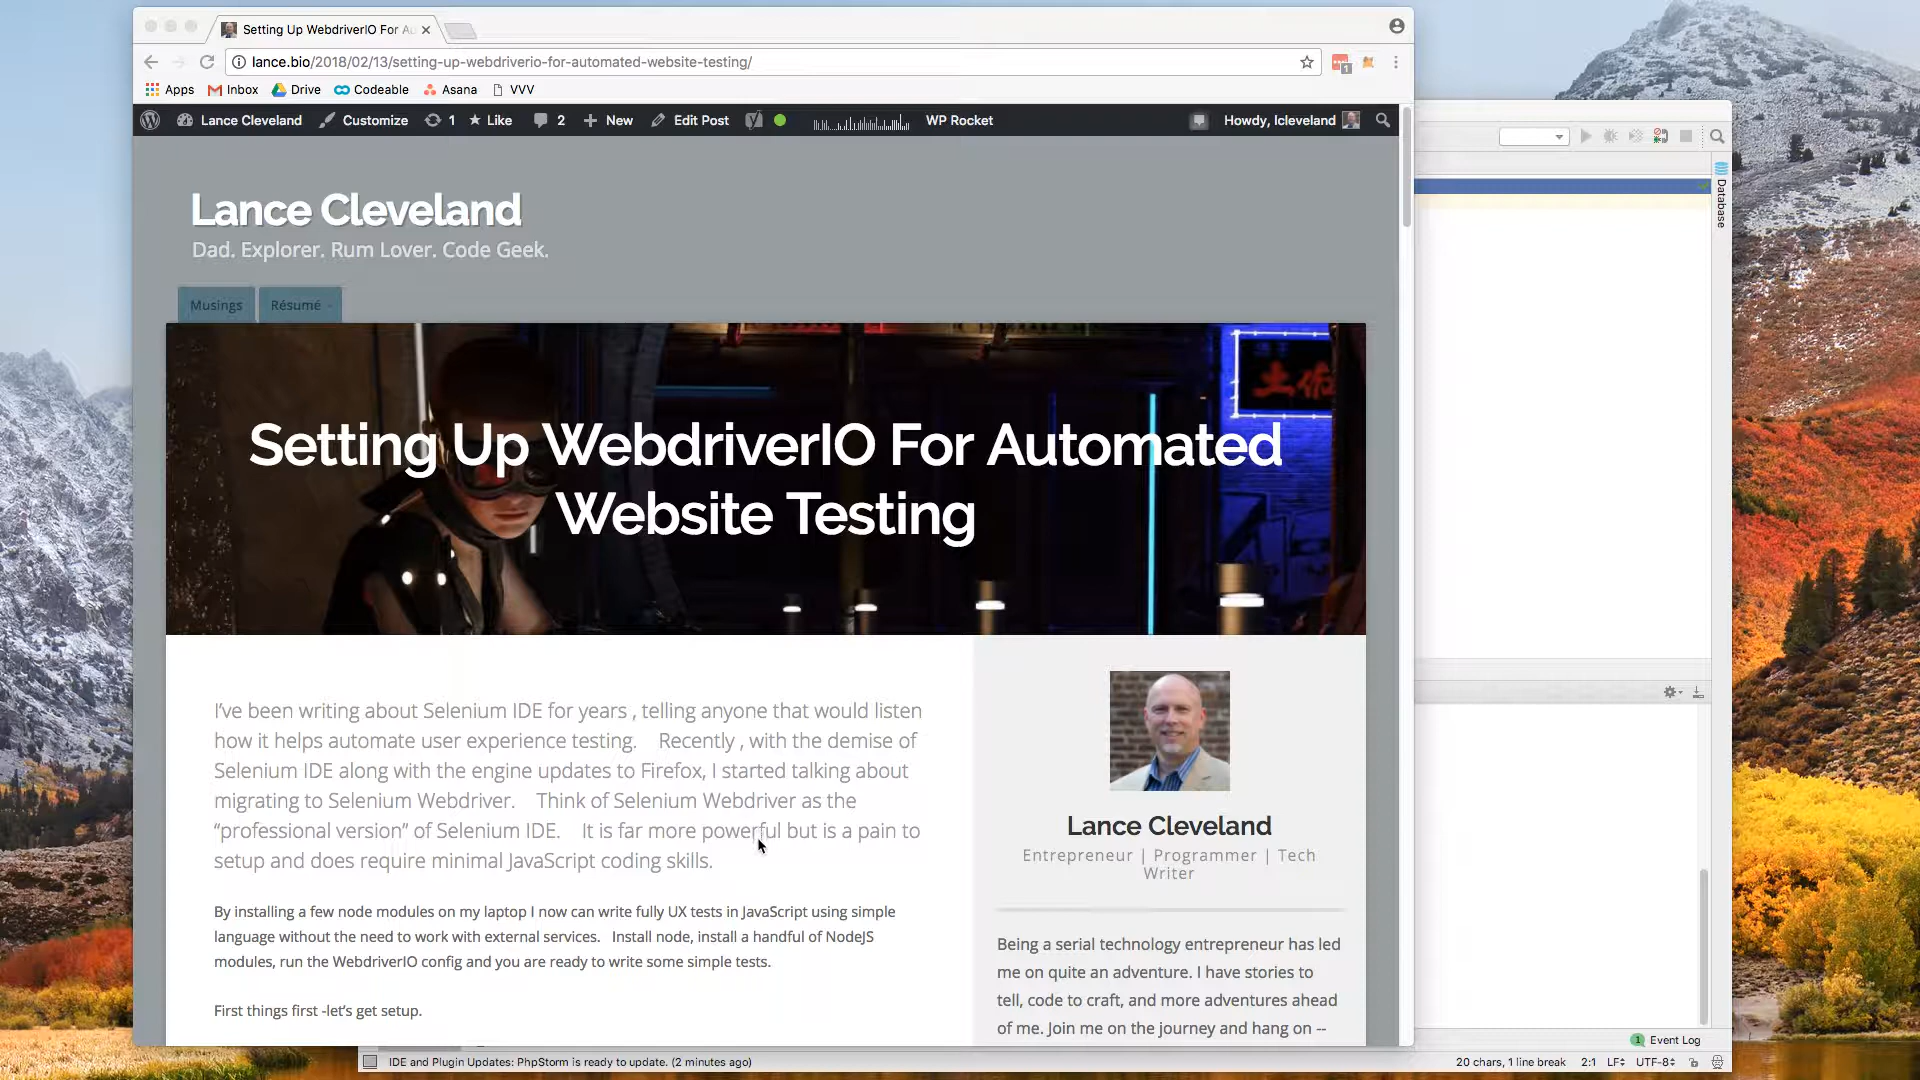 Setting Up WebdriverIO For Au
lance.bio/2018/02/13/setting-up-webdriverio-for-automated-website-testing/
1
Apps Inbox Drive Codeable Asana VVV
Lance Cleveland Customize 1 Like 2 New Edit Post WP Rocket Howdy, lcleveland
Lance Cleveland
Dad. Explorer. Rum Lover. Code Geek.
Musings Résumé
Database
土佐
Setting Up WebdriverIO For Automated
Website Testing
I've been writing about Selenium IDE for years , telling anyone that would listen
how it helps automate user experience testing. Recently , with the demise of
Selenium IDE along with the engine updates to Firefox, I started talking about
migrating to Selenium Webdriver. Think of Selenium Webdriver as the
“professional version” of Selenium IDE. It is far more powerful but is a pain to
setup and does require minimal JavaScript coding skills.
By installing a few node modules on my laptop I now can write fully UX tests in JavaScript using simple
language without the need to work with external services. Install node, install a handful of NodeJS
modules, run the WebdriverIO config and you are ready to write some simple tests.
First things first -let's get setup.
Lance Cleveland
Entrepreneur | Programmer | Tech
Writer
Being a serial technology entrepreneur has led
me on quite an adventure. I have stories to
tell, code to craft, and more adventures ahead
of me. Join me on the journey and hang on --
1 Event Log
IDE and Plugin Updates: PhpStorm is ready to update. (2 minutes ago)
20 chars, 1 line break 2:1 LF UTF-8